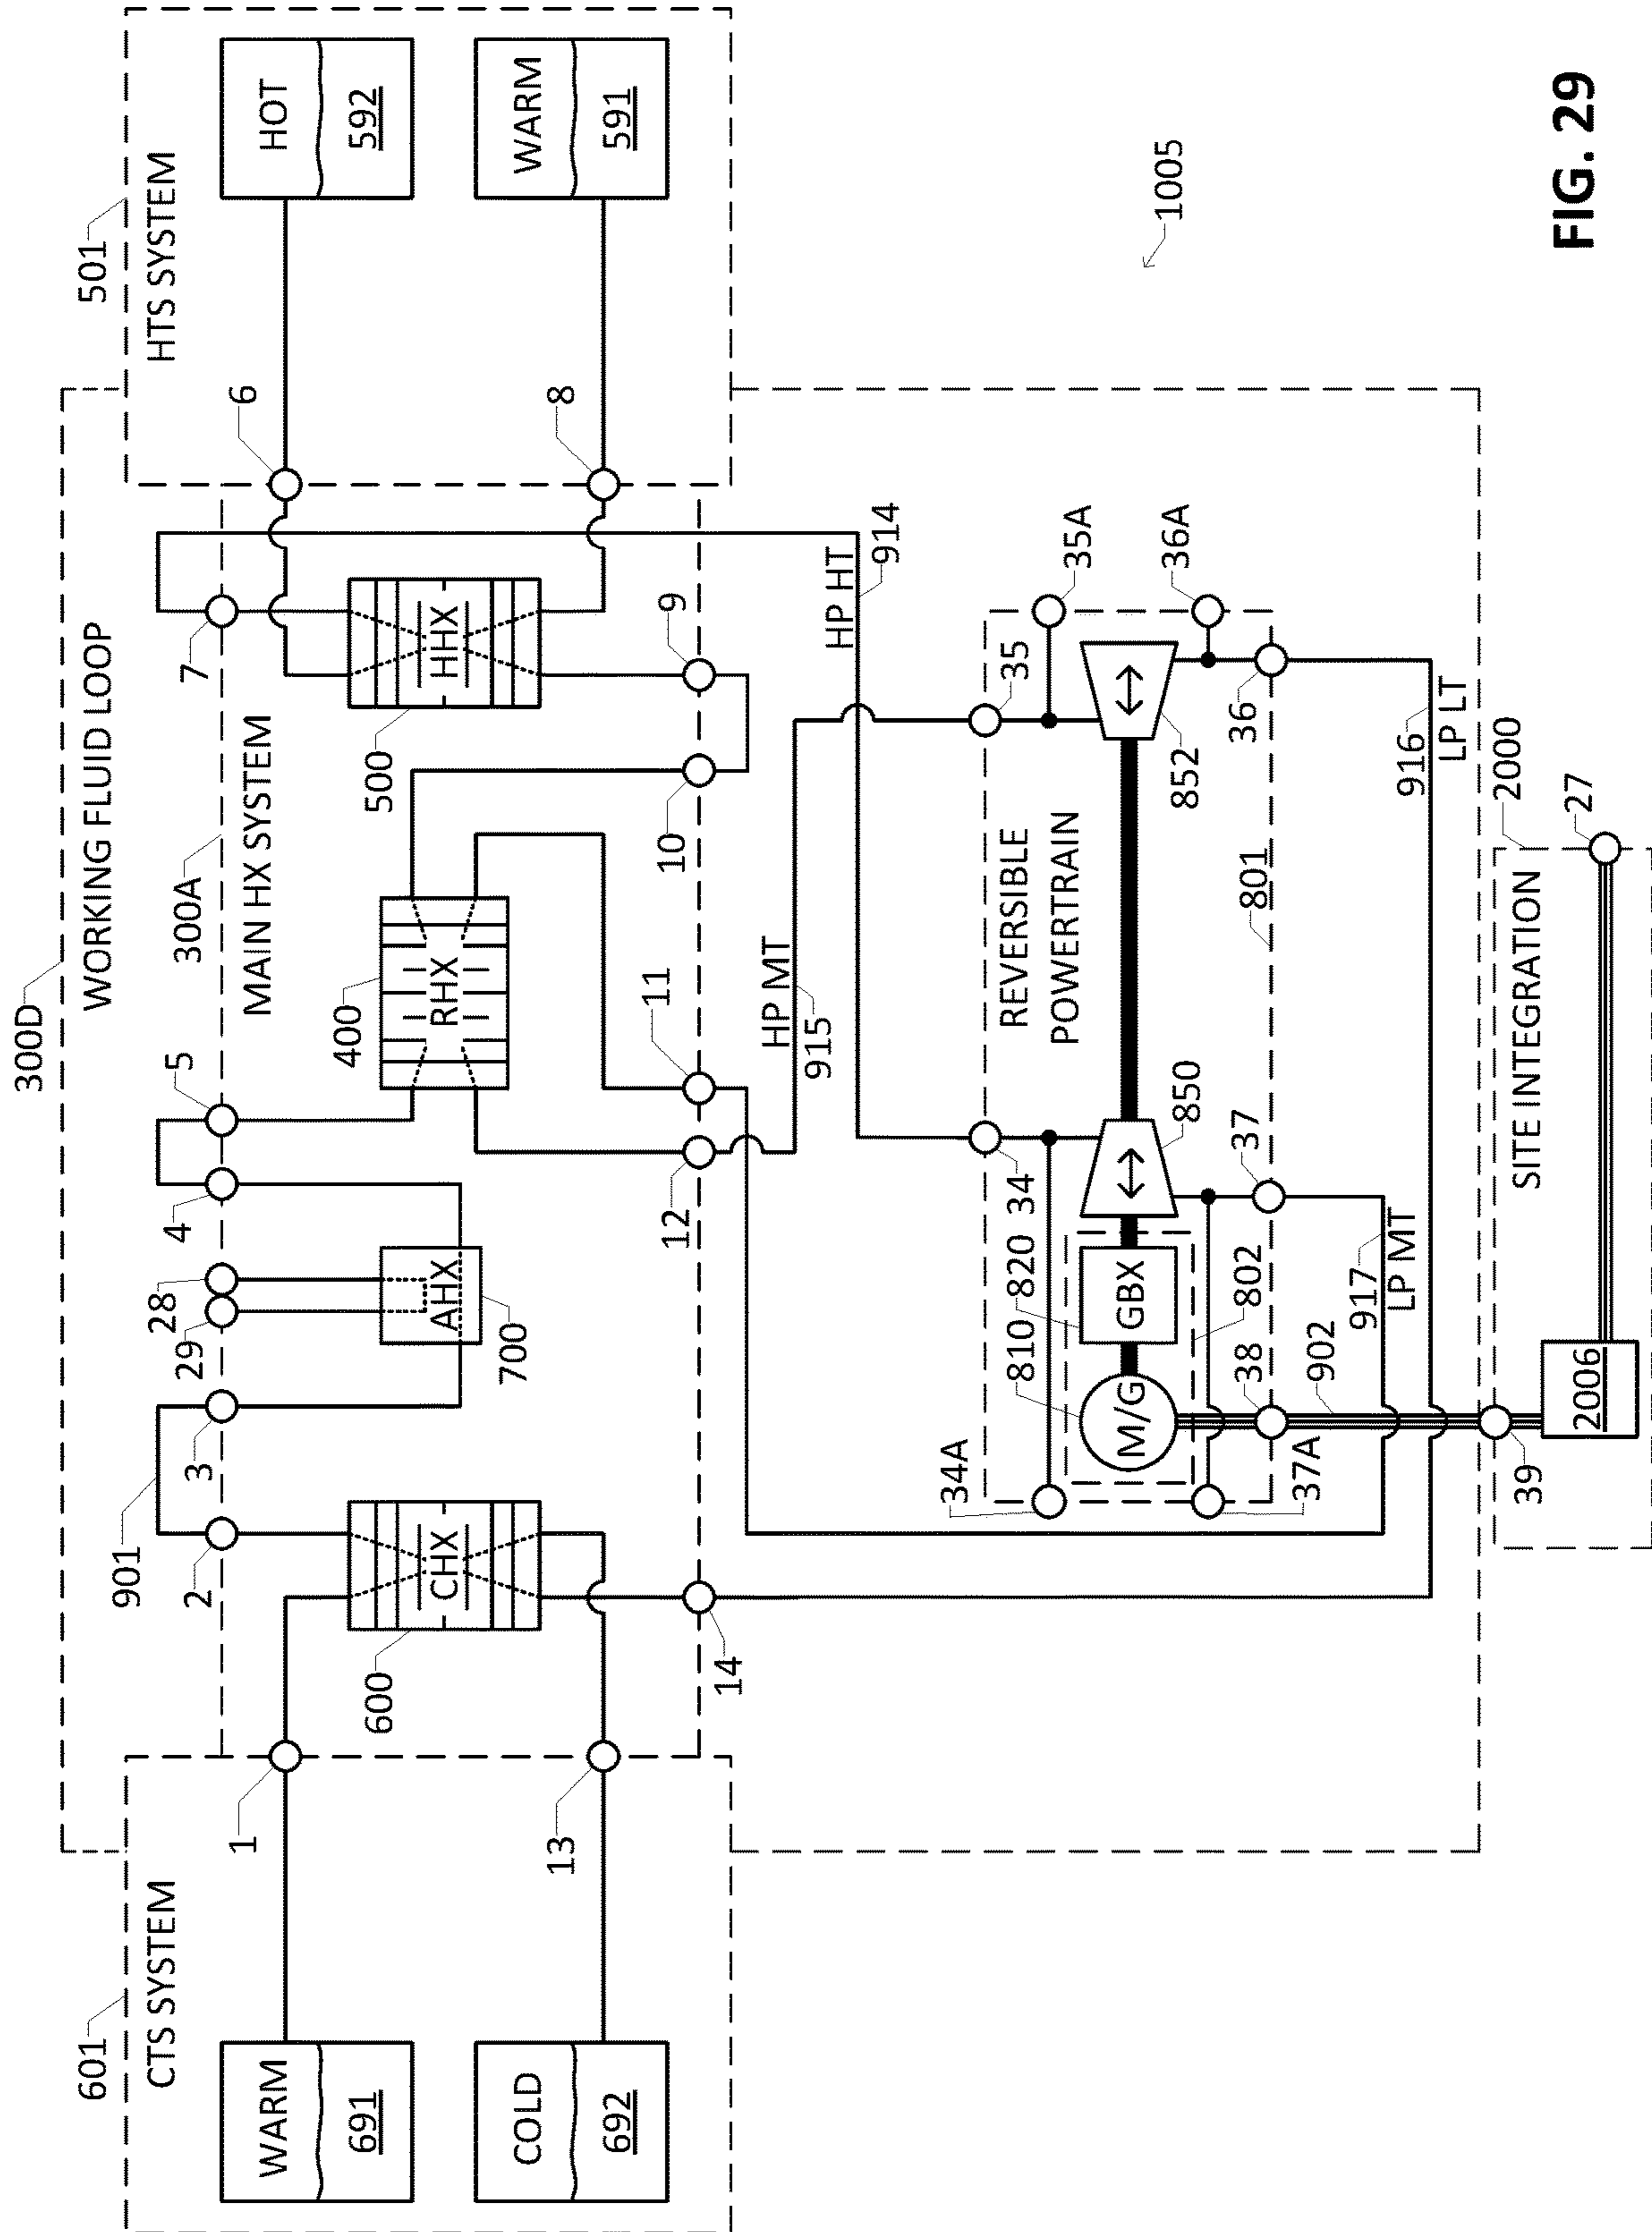 300D
WORKING FLUID LOOP
601
CTS SYSTEM
WARM
691
COLD
692
1
13
901
2
3
29
28
4
5
300A
MAIN HX SYSTEM
7
6
8
501
HTS SYSTEM
HOT
592
WARM
591
CHX
600
AHX
700
RHX
400
HHX
500
14
12
11
10
9
HP MT
915
HP HT
914
34A
34
35
35A
36A
REVERSIBLE
POWERTRAIN
810
820
M/G
GBX
850
852
802
801
37A
38
37
36
902
917
LP MT
916
LP LT
39
2006
SITE INTEGRATION
2000
27
1005
FIG. 29